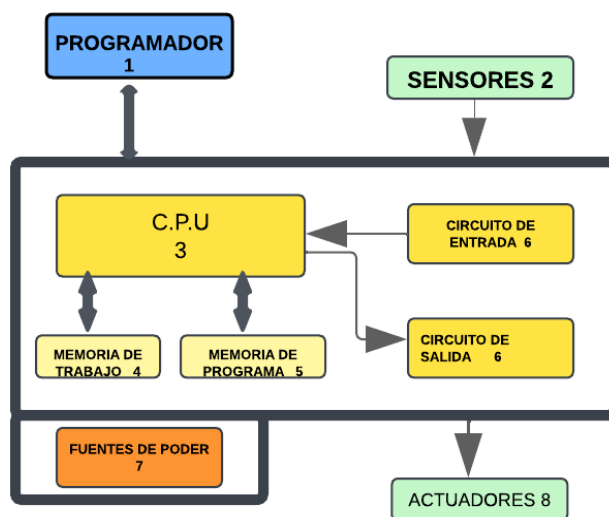 PROGRAMADOR
1
SENSORES 2
C.P.U
3
CIRCUITO DE
ENTRADA 6
MEMORIA DE
TRABAJO 4
MEMORIA DE
PROGRAMA 5
CIRCUITO DE
SALIDA 6
FUENTES DE PODER
7
ACTUADORES 8